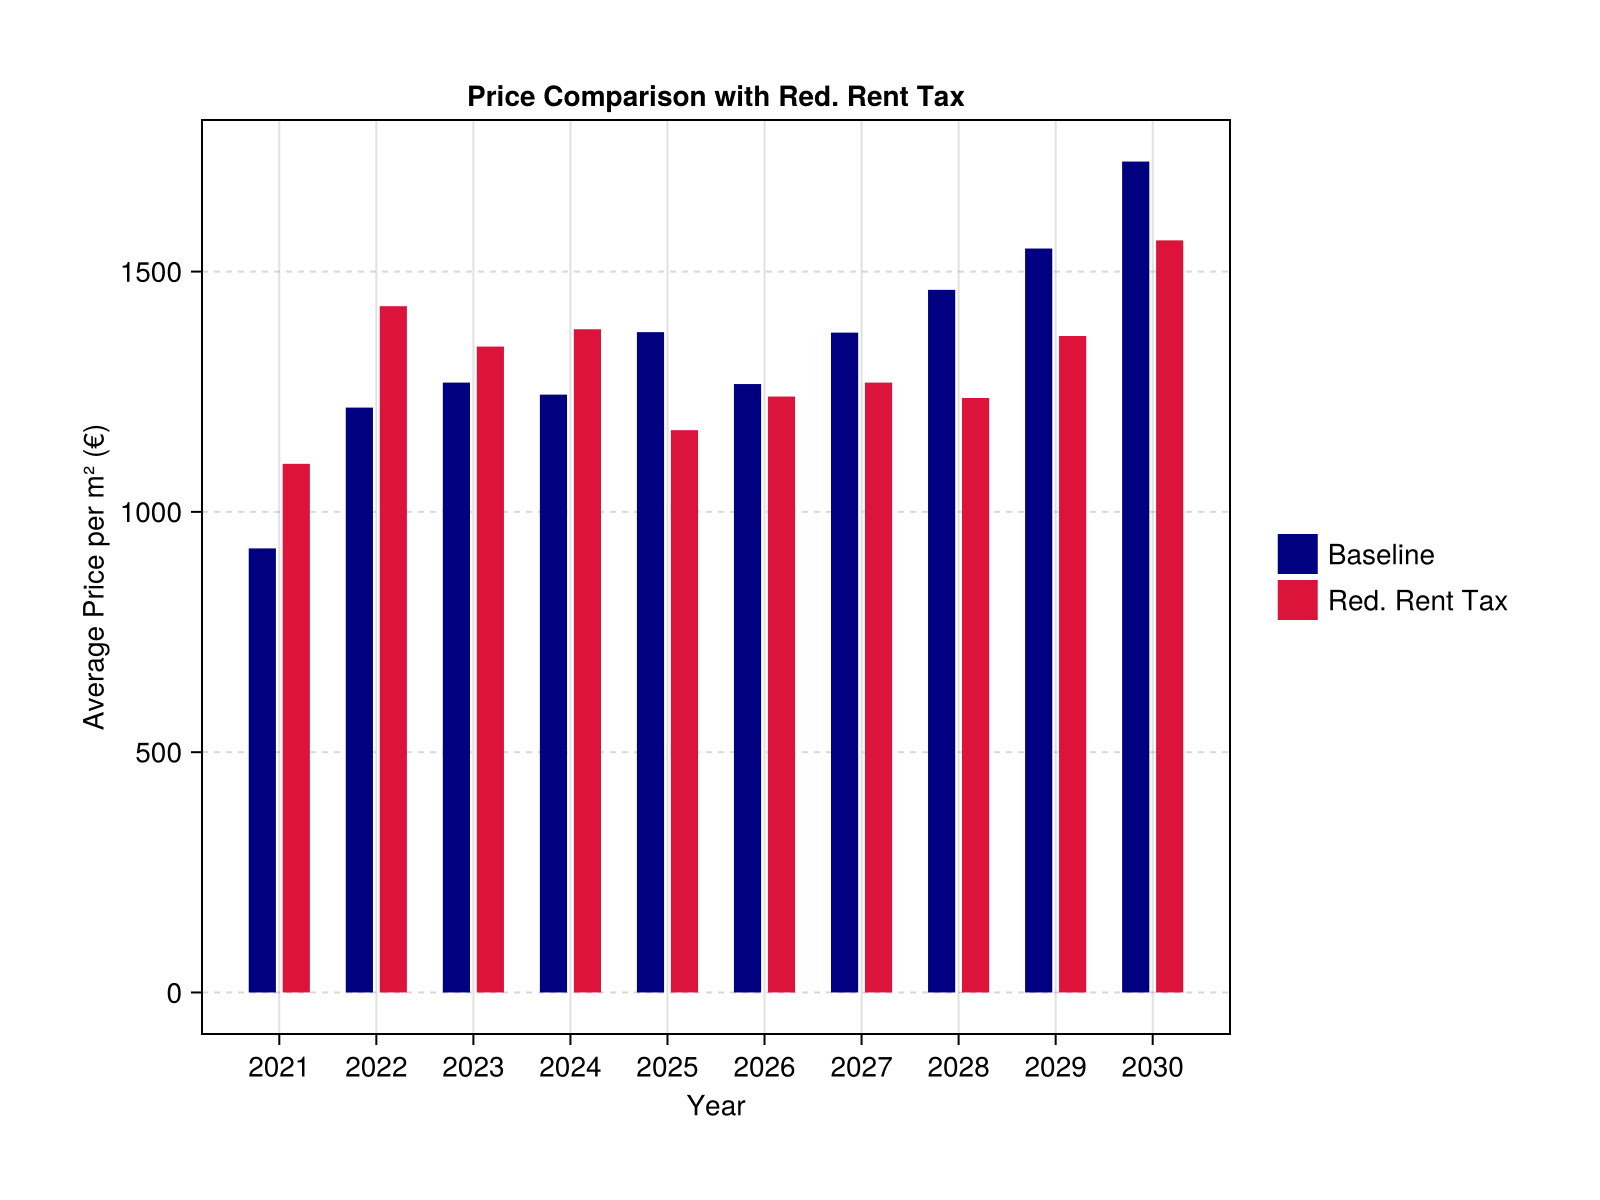 Price Comparison with Red. Rent Tax
Average Price per m² (€)
1500
1000
500
0
2021 2022 2023 2024 2025 2026 2027 2028 2029 2030
Year
Baseline
Red. Rent Tax